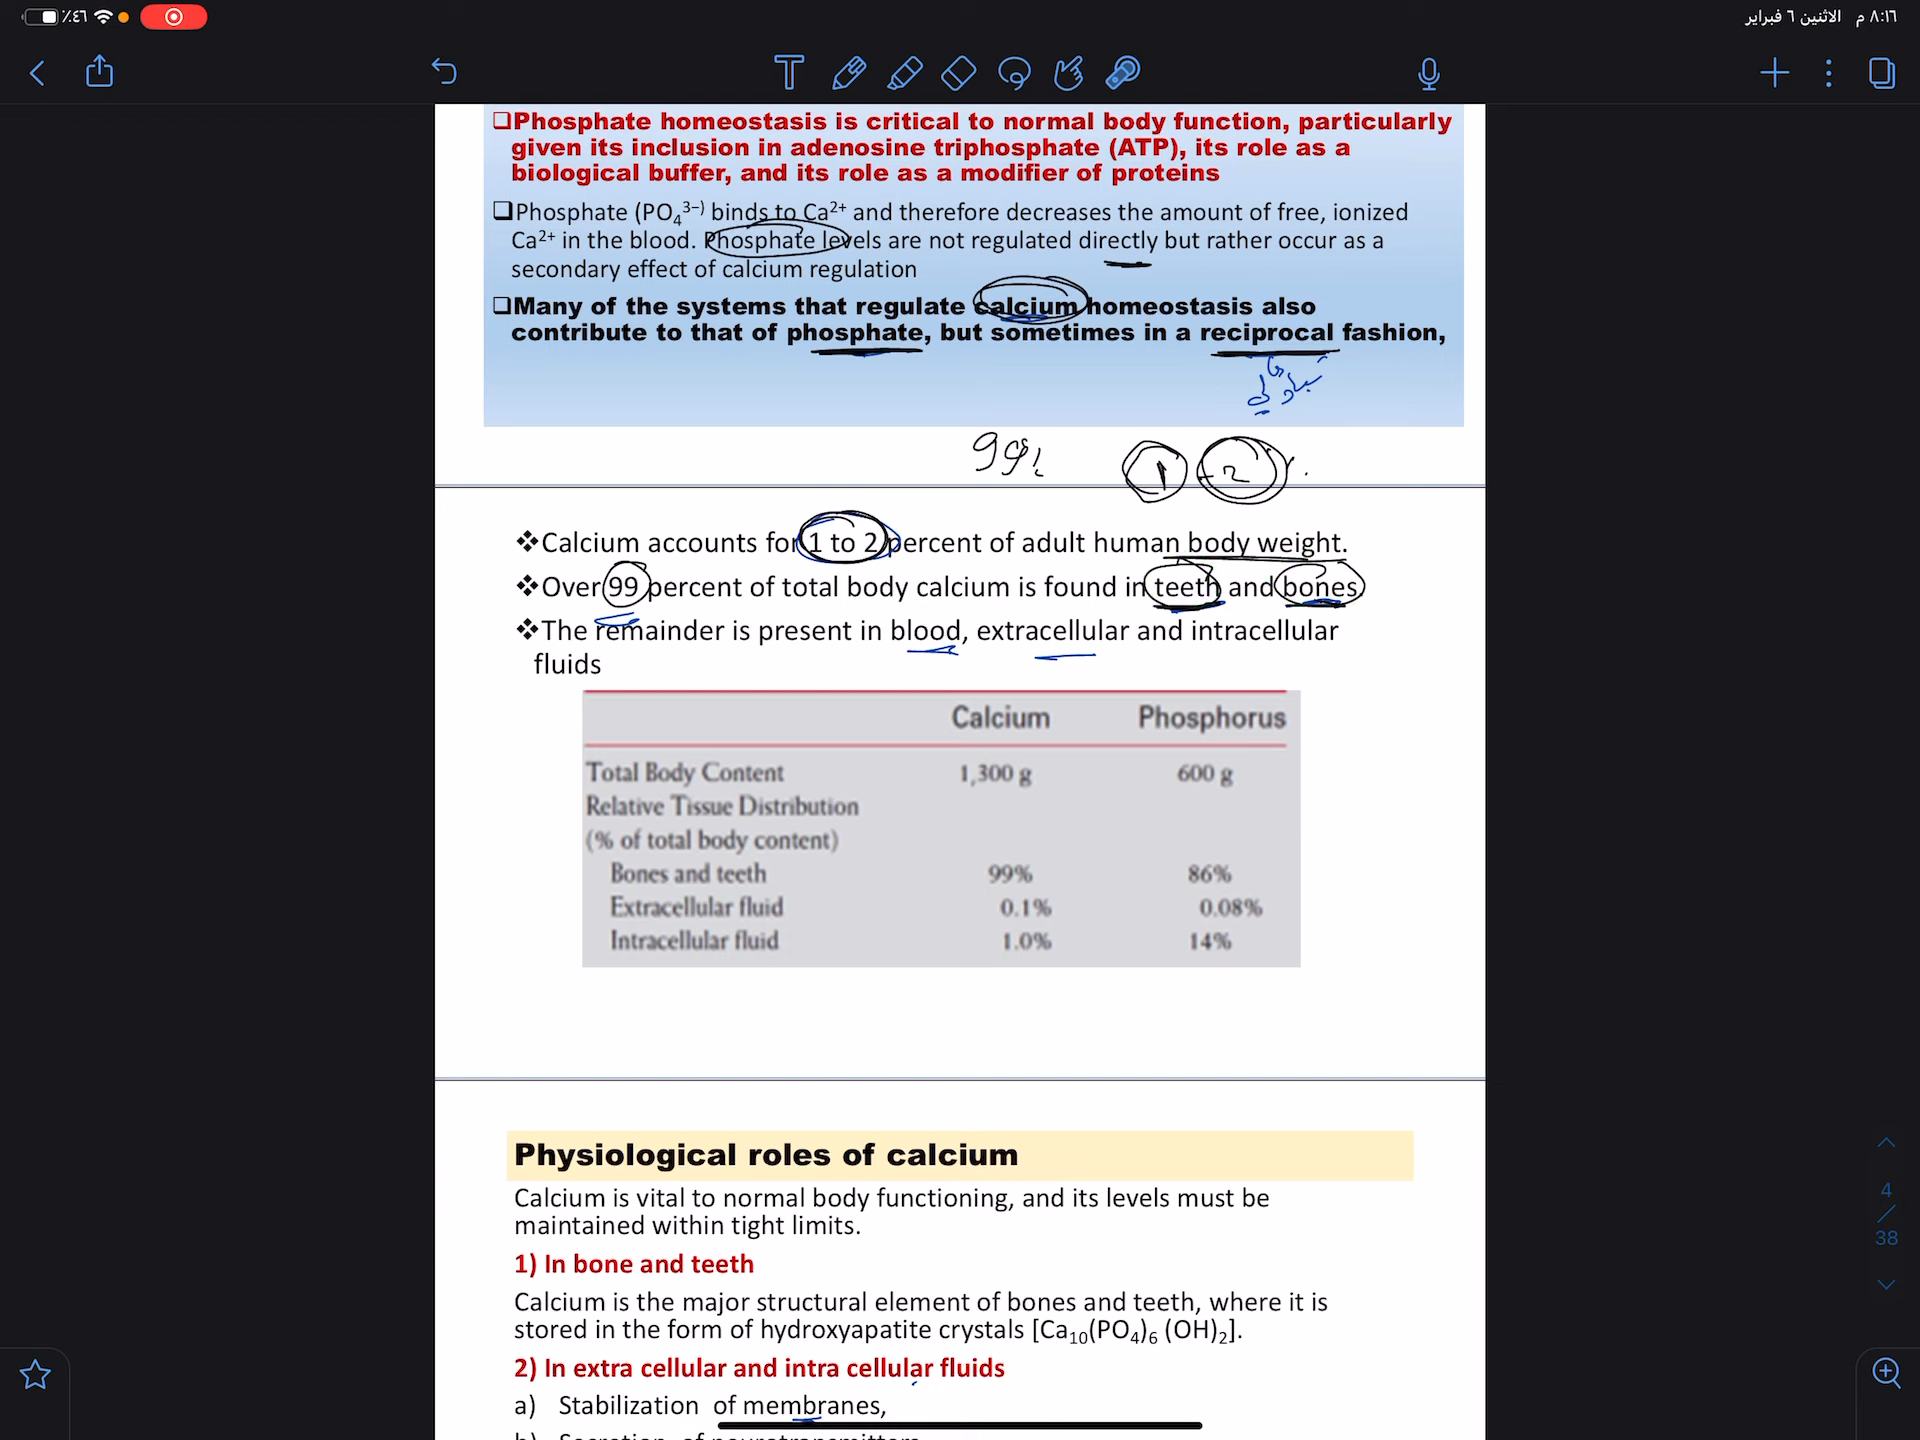 ٪٤٦
٨:١٦ م الاثنين ٦ فبراير
❑Phosphate homeostasis is critical to normal body function, particularly
given its inclusion in adenosine triphosphate (ATP), its role as a
biological buffer, and its role as a modifier of proteins
❑Phosphate (PO₄³⁻) binds to Ca²⁺ and therefore decreases the amount of free, ionized
Ca²⁺ in the blood. Phosphate levels are not regulated directly but rather occur as a
secondary effect of calcium regulation
❑Many of the systems that regulate calcium homeostasis also
contribute to that of phosphate, but sometimes in a reciprocal fashion,
1 - 2 %
❖Calcium accounts for 1 to 2 percent of adult human body weight.
❖Over 99 percent of total body calcium is found in teeth and bones.
❖The remainder is present in blood, extracellular and intracellular
fluids
Calcium Phosphorus
Total Body Content 1,300 g 600 g
Relative Tissue Distribution
(% of total body content)
Bones and teeth 99% 86%
Extracellular fluid 0.1% 0.08%
Intracellular fluid 1.0% 14%
Physiological roles of calcium
Calcium is vital to normal body functioning, and its levels must be
maintained within tight limits.
1) In bone and teeth
Calcium is the major structural element of bones and teeth, where it is
stored in the form of hydroxyapatite crystals [Ca₁₀(PO₄)₆ (OH)₂].
2) In extra cellular and intra cellular fluids
a) Stabilization of membranes,
4
/
38